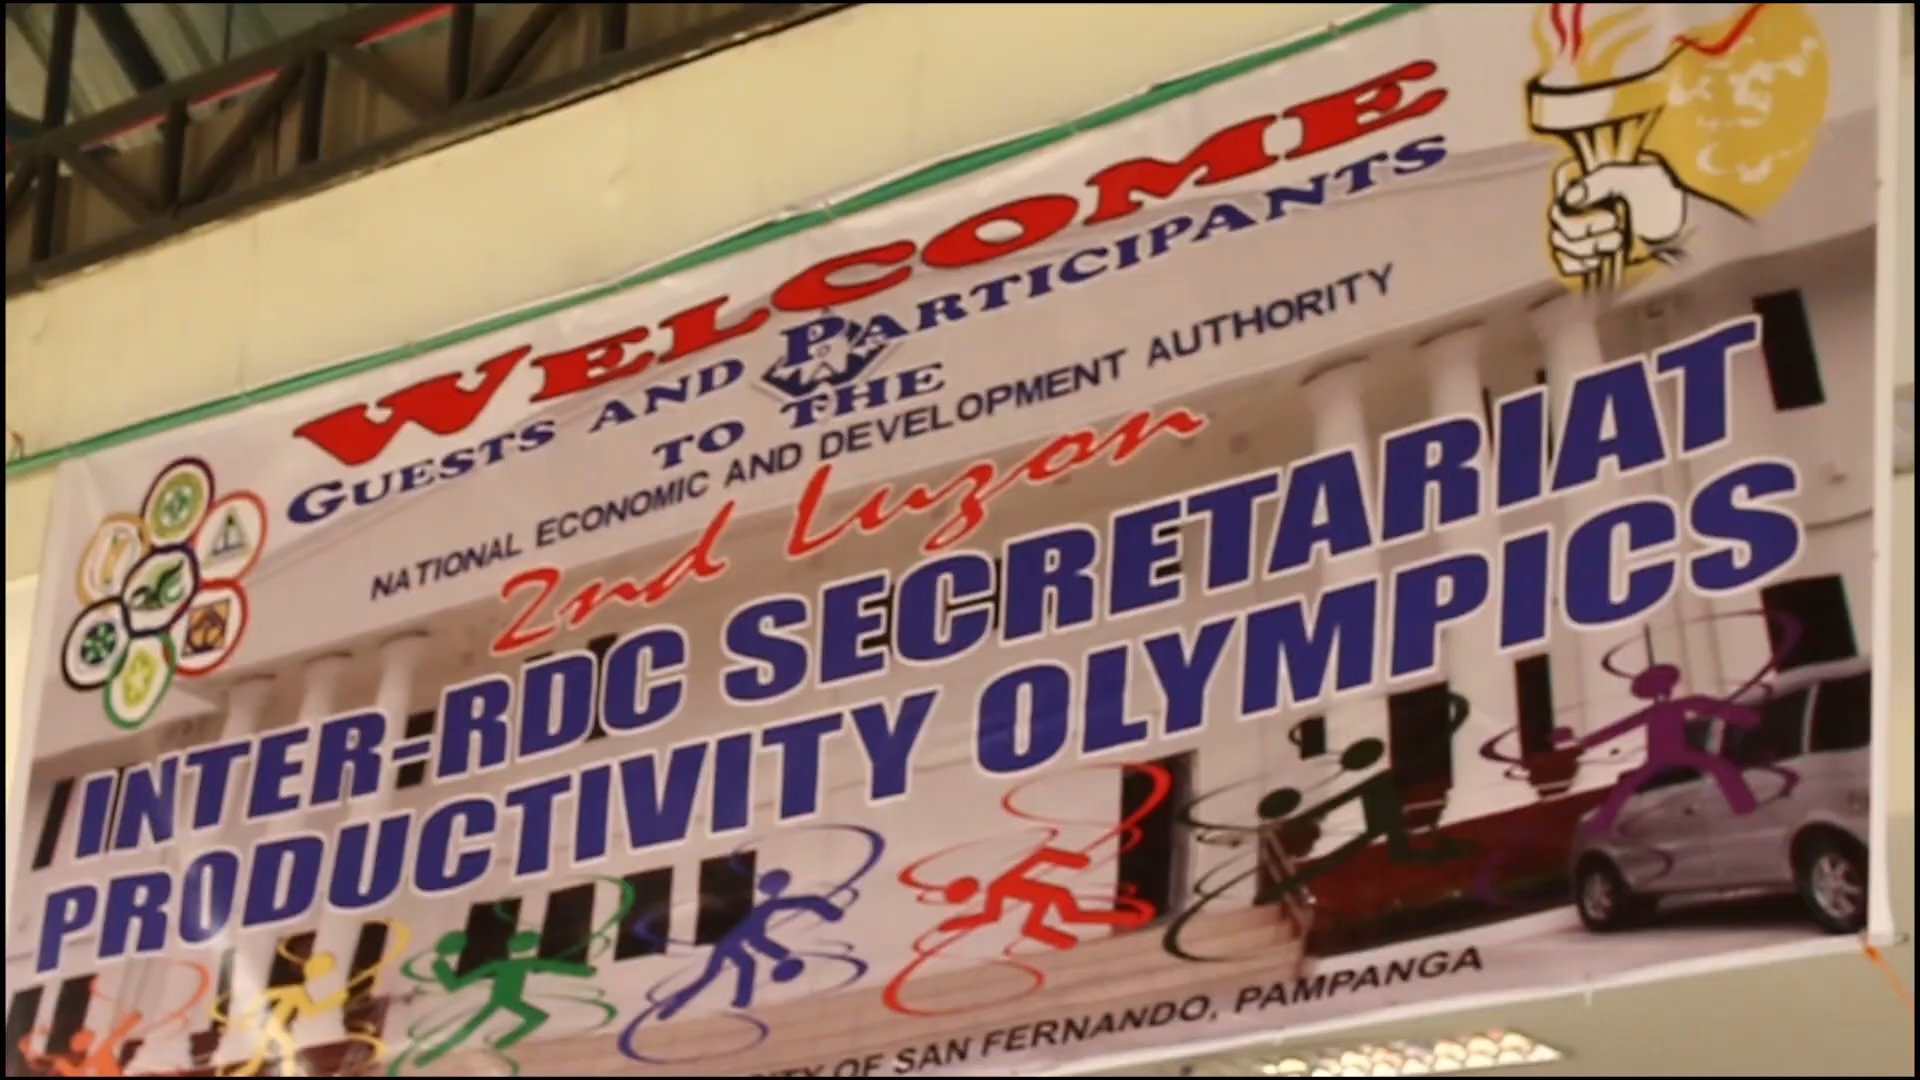 WELCOME
GUESTS AND PARTICIPANTS
TO THE
NATIONAL ECONOMIC AND DEVELOPMENT AUTHORITY
2nd Luzon
INTER-RDC SECRETARIAT
PRODUCTIVITY OLYMPICS
OF SAN FERNANDO, PAMPANGA